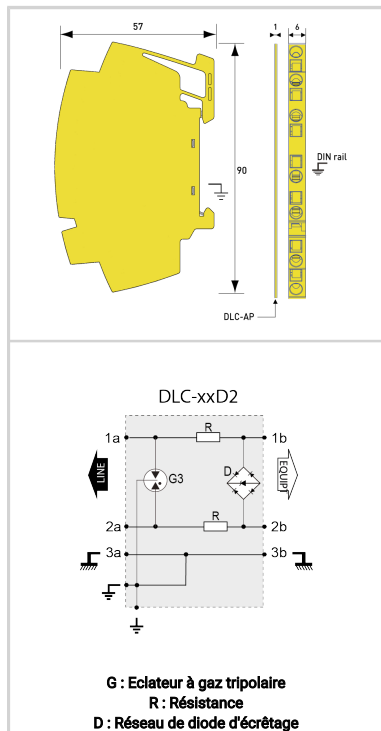 57
1
6
90
DIN rail
DLC-AP
DLC-xxD2
R
1a
1b
LINE
G3
D
EQUIPT
R
2a
2b
3a
3b
G : Eclateur à gaz tripolaire
R : Résistance
D : Réseau de diode d'écrêtage